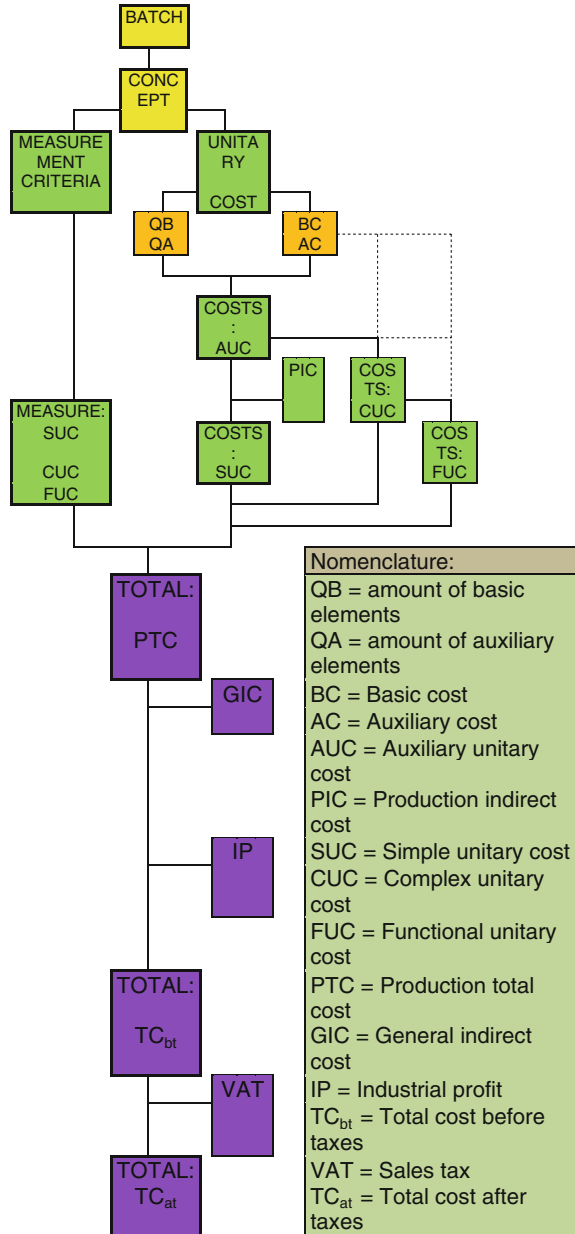 BATCH
CONC
EPT
MEASURE
MENT
CRITERIA
UNITA
RY
COST
QB
QA
BC
AC
COSTS
:
AUC
PIC
COS
TS:
CUC
MEASURE:
SUC
CUC
FUC
COSTS
:
SUC
COS
TS:
FUC
TOTAL:
PTC
GIC
IP
TOTAL:
TCbt
VAT
TOTAL:
TCat
Nomenclature:
QB = amount of basic
elements
QA = amount of auxiliary
elements
BC = Basic cost
AC = Auxiliary cost
AUC = Auxiliary unitary
cost
PIC = Production indirect
cost
SUC = Simple unitary cost
CUC = Complex unitary
cost
FUC = Functional unitary
cost
PTC = Production total
cost
GIC = General indirect
cost
IP = Industrial profit
TCbt = Total cost before
taxes
VAT = Sales tax
TCat = Total cost after
taxes